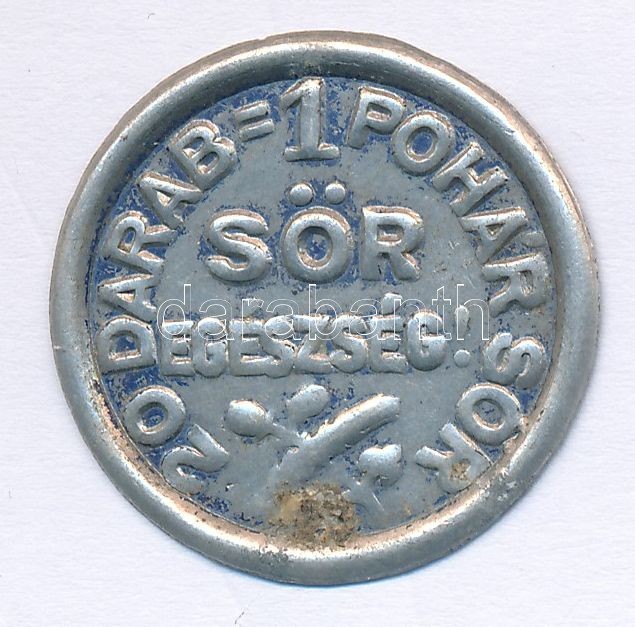 20 DARAB=1 POHÁR SÖR
SÖR
EGÉSZSÉG!
darabanth